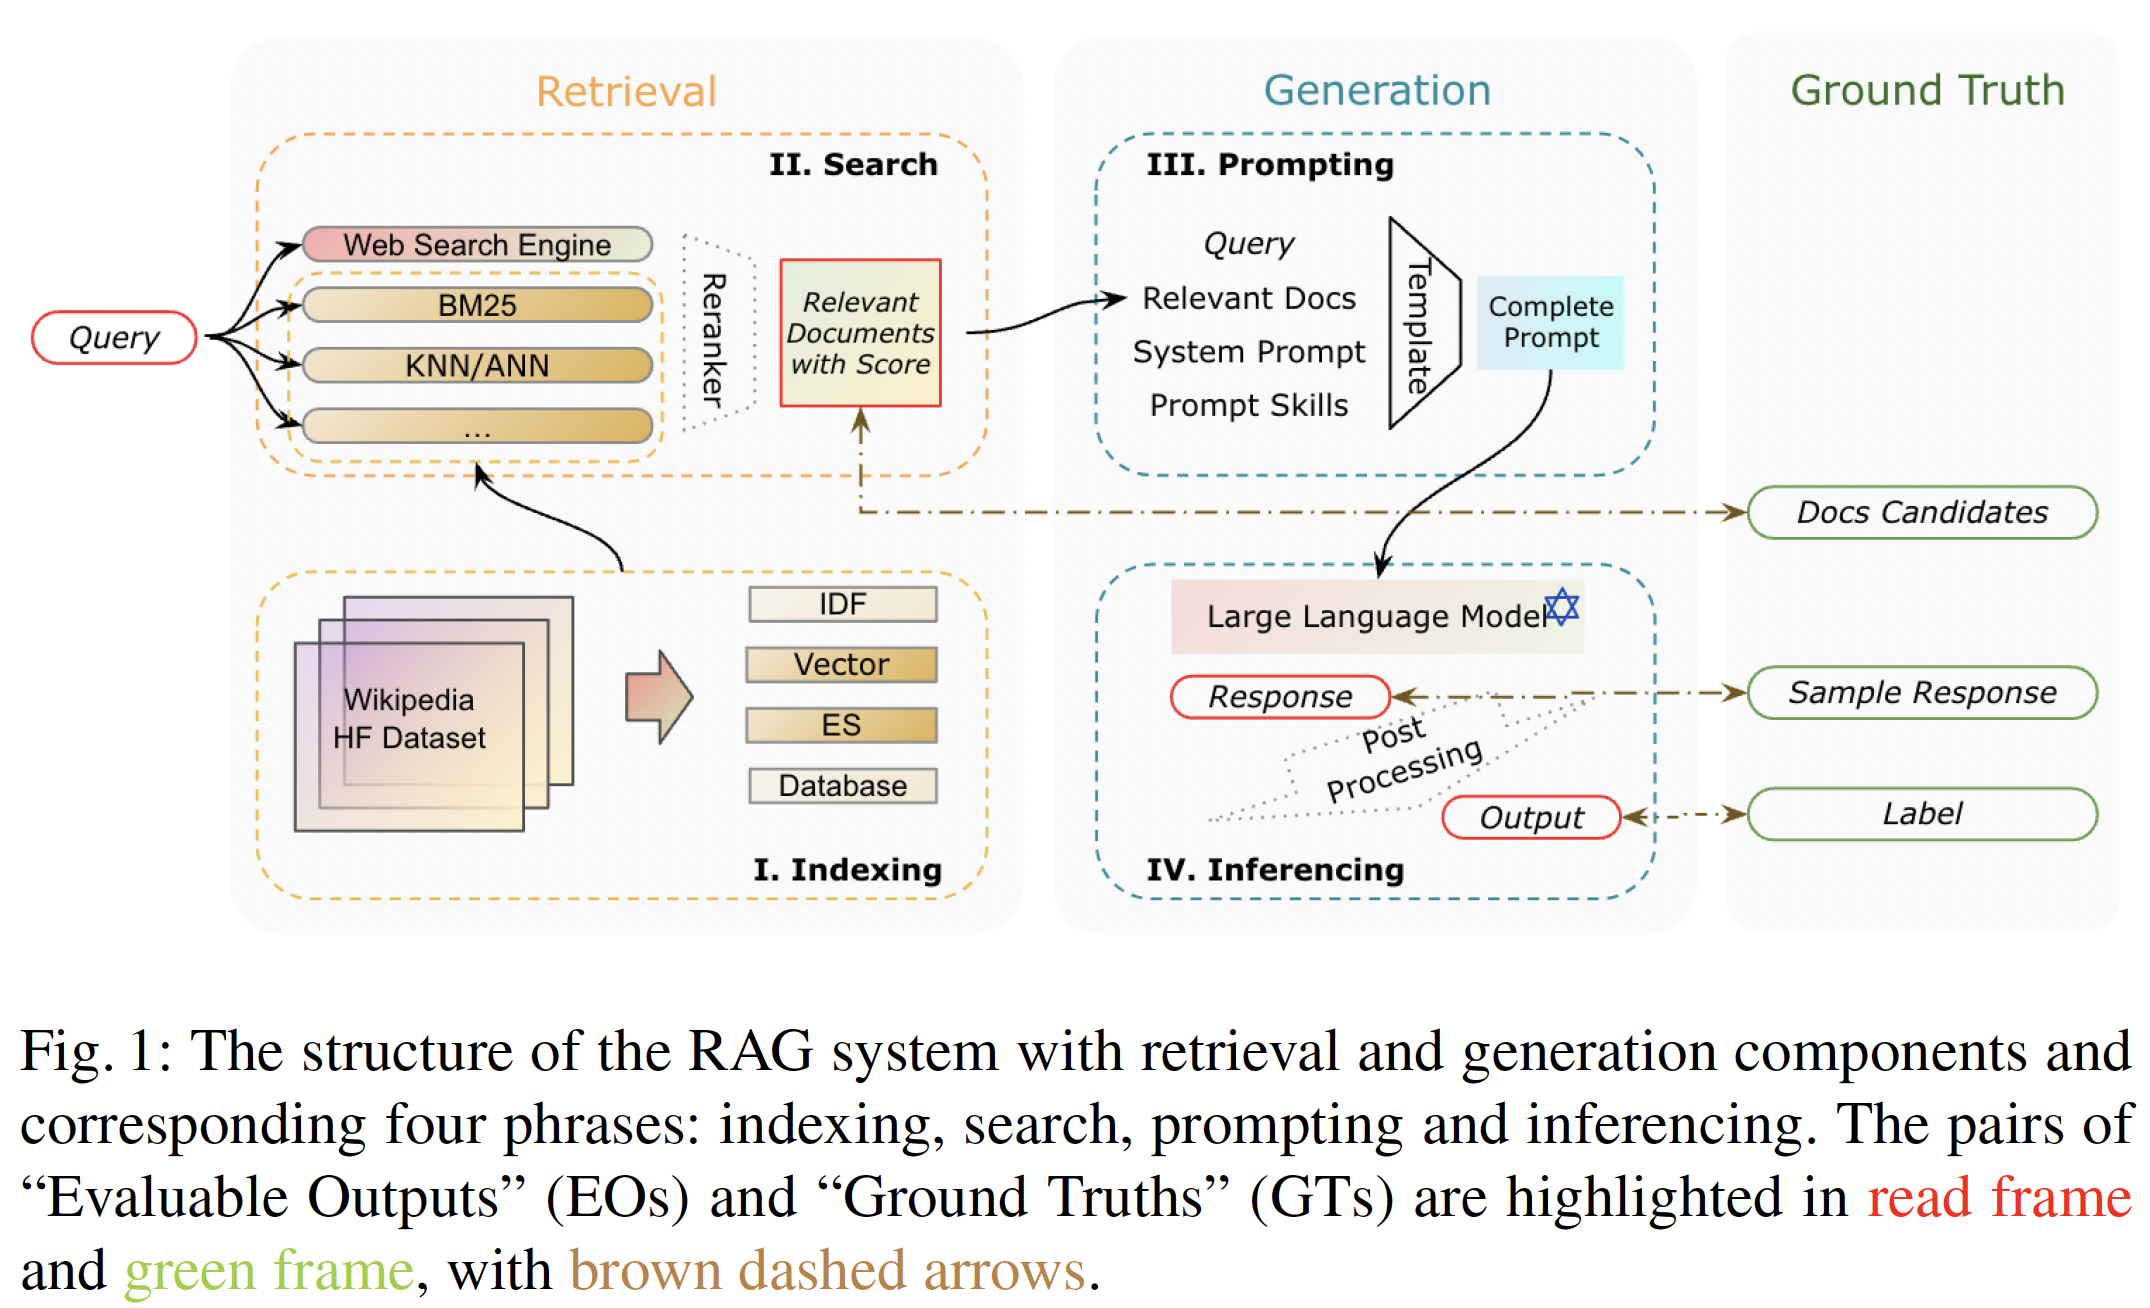 Retrieval
Generation
Ground Truth
II. Search
Query
Web Search Engine
BM25
KNN/ANN
...
Reranker
Relevant
Documents
with Score
III. Prompting
Query
Relevant Docs
System Prompt
Prompt Skills
Template
Complete
Prompt
Docs Candidates
Wikipedia
HF Dataset
IDF
Vector
ES
Database
I. Indexing
Large Language Model
Response
Post
Processing
Output
IV. Inferencing
Sample Response
Label
Fig. 1: The structure of the RAG system with retrieval and generation components and
corresponding four phrases: indexing, search, prompting and inferencing. The pairs of
“Evaluable Outputs” (EOs) and “Ground Truths” (GTs) are highlighted in read frame
and green frame, with brown dashed arrows.